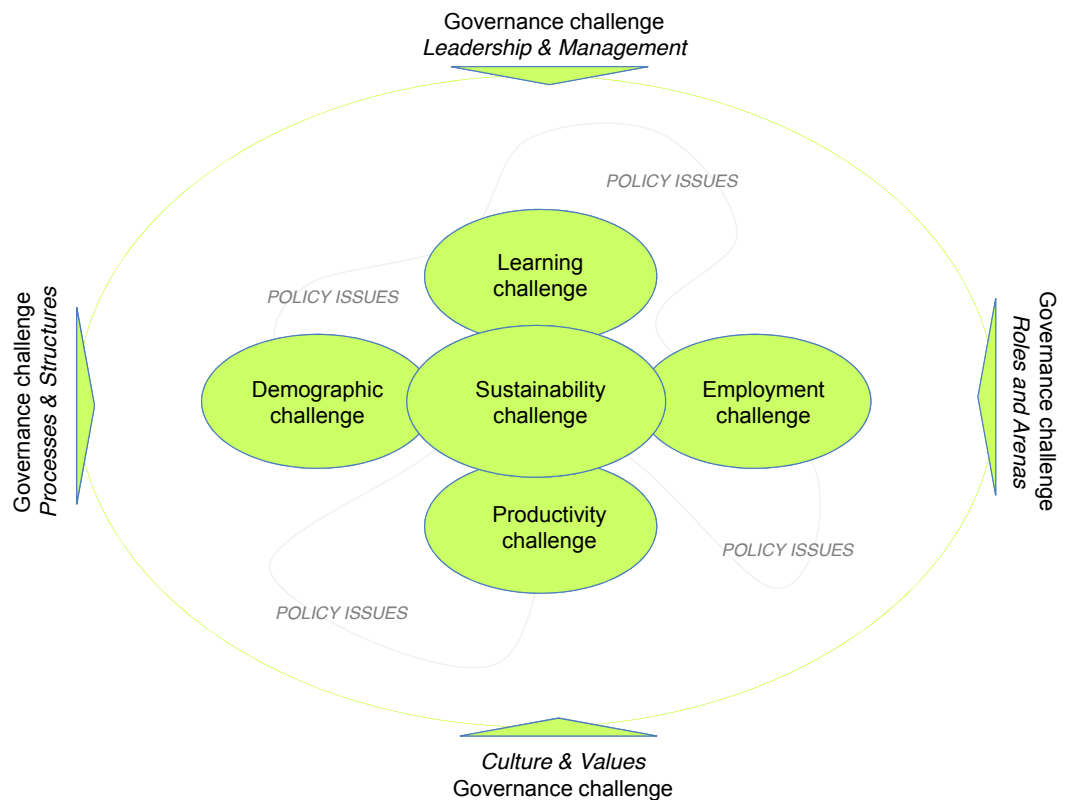 Governance challenge
Leadership & Management
POLICY ISSUES
Learning
challenge
POLICY ISSUES
Governance challenge
Processes & Structures
Demographic
challenge
Sustainability
challenge
Employment
challenge
Governance challenge
Roles and Arenas
Productivity
challenge
POLICY ISSUES
POLICY ISSUES
Culture & Values
Governance challenge